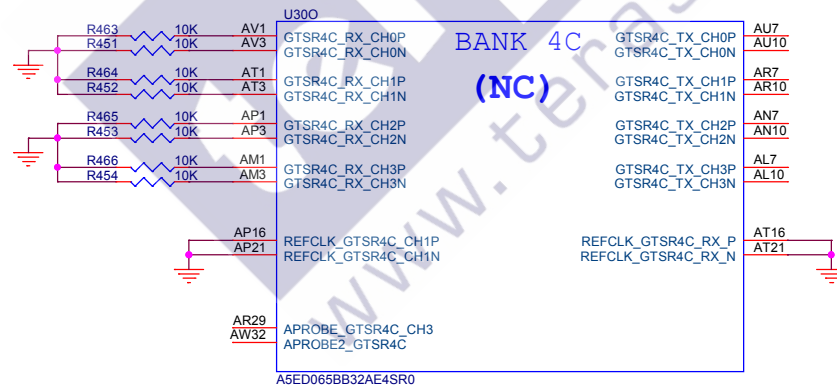 U30O
BANK 4C
(NC)
R463 10K AV1 GTSR4C_RX_CH0P GTSR4C_TX_CH0P AU7
R451 10K AV3 GTSR4C_RX_CH0N GTSR4C_TX_CH0N AU10
R464 10K AT1 GTSR4C_RX_CH1P GTSR4C_TX_CH1P AR7
R452 10K AT3 GTSR4C_RX_CH1N GTSR4C_TX_CH1N AR10
R465 10K AP1 GTSR4C_RX_CH2P GTSR4C_TX_CH2P AN7
R453 10K AP3 GTSR4C_RX_CH2N GTSR4C_TX_CH2N AN10
R466 10K AM1 GTSR4C_RX_CH3P GTSR4C_TX_CH3P AL7
R454 10K AM3 GTSR4C_RX_CH3N GTSR4C_TX_CH3N AL10
AP16 REFCLK_GTSR4C_CH1P REFCLK_GTSR4C_RX_P AT16
AP21 REFCLK_GTSR4C_CH1N REFCLK_GTSR4C_RX_N AT21
AR29 APROBE_GTSR4C_CH3
AW32 APROBE2_GTSR4C
A5ED065BB32AE4SR0
www.teras